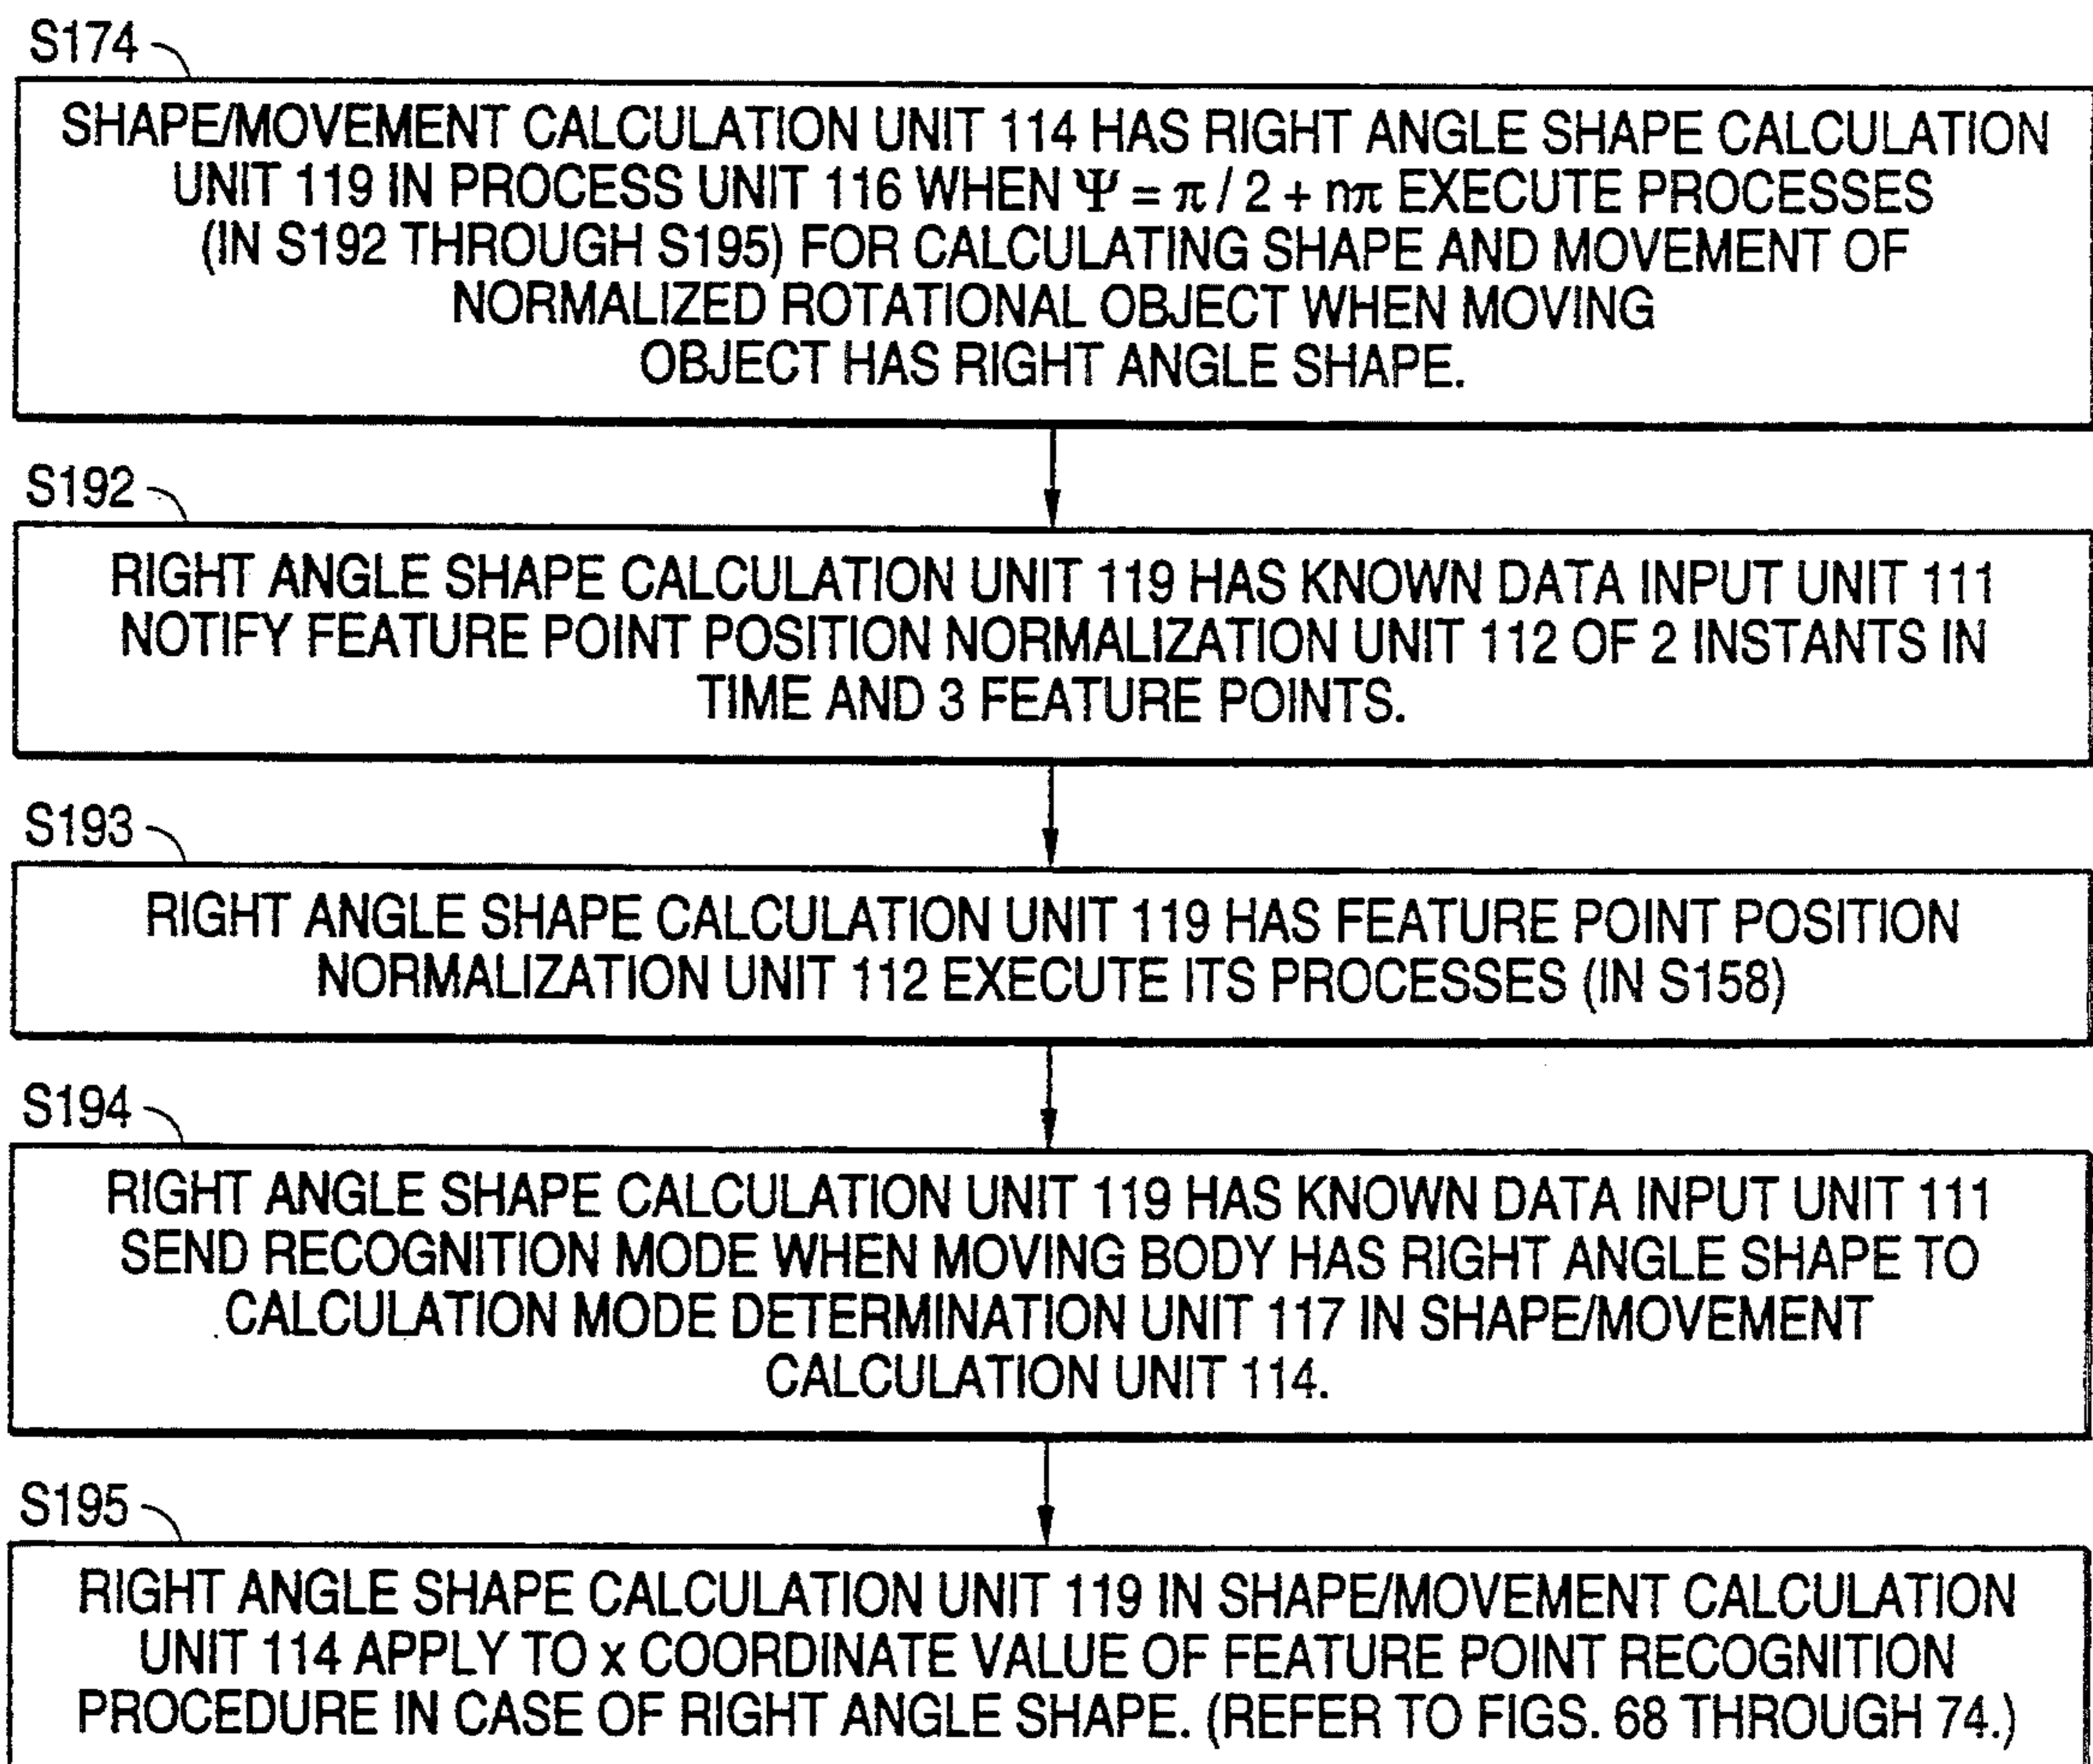 S174
SHAPE/MOVEMENT CALCULATION UNIT 114 HAS RIGHT ANGLE SHAPE CALCULATION
UNIT 119 IN PROCESS UNIT 116 WHEN Ψ = π / 2 + nπ EXECUTE PROCESSES
(IN S192 THROUGH S195) FOR CALCULATING SHAPE AND MOVEMENT OF
NORMALIZED ROTATIONAL OBJECT WHEN MOVING
OBJECT HAS RIGHT ANGLE SHAPE.
S192
RIGHT ANGLE SHAPE CALCULATION UNIT 119 HAS KNOWN DATA INPUT UNIT 111
NOTIFY FEATURE POINT POSITION NORMALIZATION UNIT 112 OF 2 INSTANTS IN
TIME AND 3 FEATURE POINTS.
S193
RIGHT ANGLE SHAPE CALCULATION UNIT 119 HAS FEATURE POINT POSITION
NORMALIZATION UNIT 112 EXECUTE ITS PROCESSES (IN S158)
S194
RIGHT ANGLE SHAPE CALCULATION UNIT 119 HAS KNOWN DATA INPUT UNIT 111
SEND RECOGNITION MODE WHEN MOVING BODY HAS RIGHT ANGLE SHAPE TO
CALCULATION MODE DETERMINATION UNIT 117 IN SHAPE/MOVEMENT
CALCULATION UNIT 114.
S195
RIGHT ANGLE SHAPE CALCULATION UNIT 119 IN SHAPE/MOVEMENT CALCULATION
UNIT 114 APPLY TO x COORDINATE VALUE OF FEATURE POINT RECOGNITION
PROCEDURE IN CASE OF RIGHT ANGLE SHAPE. (REFER TO FIGS. 68 THROUGH 74.)